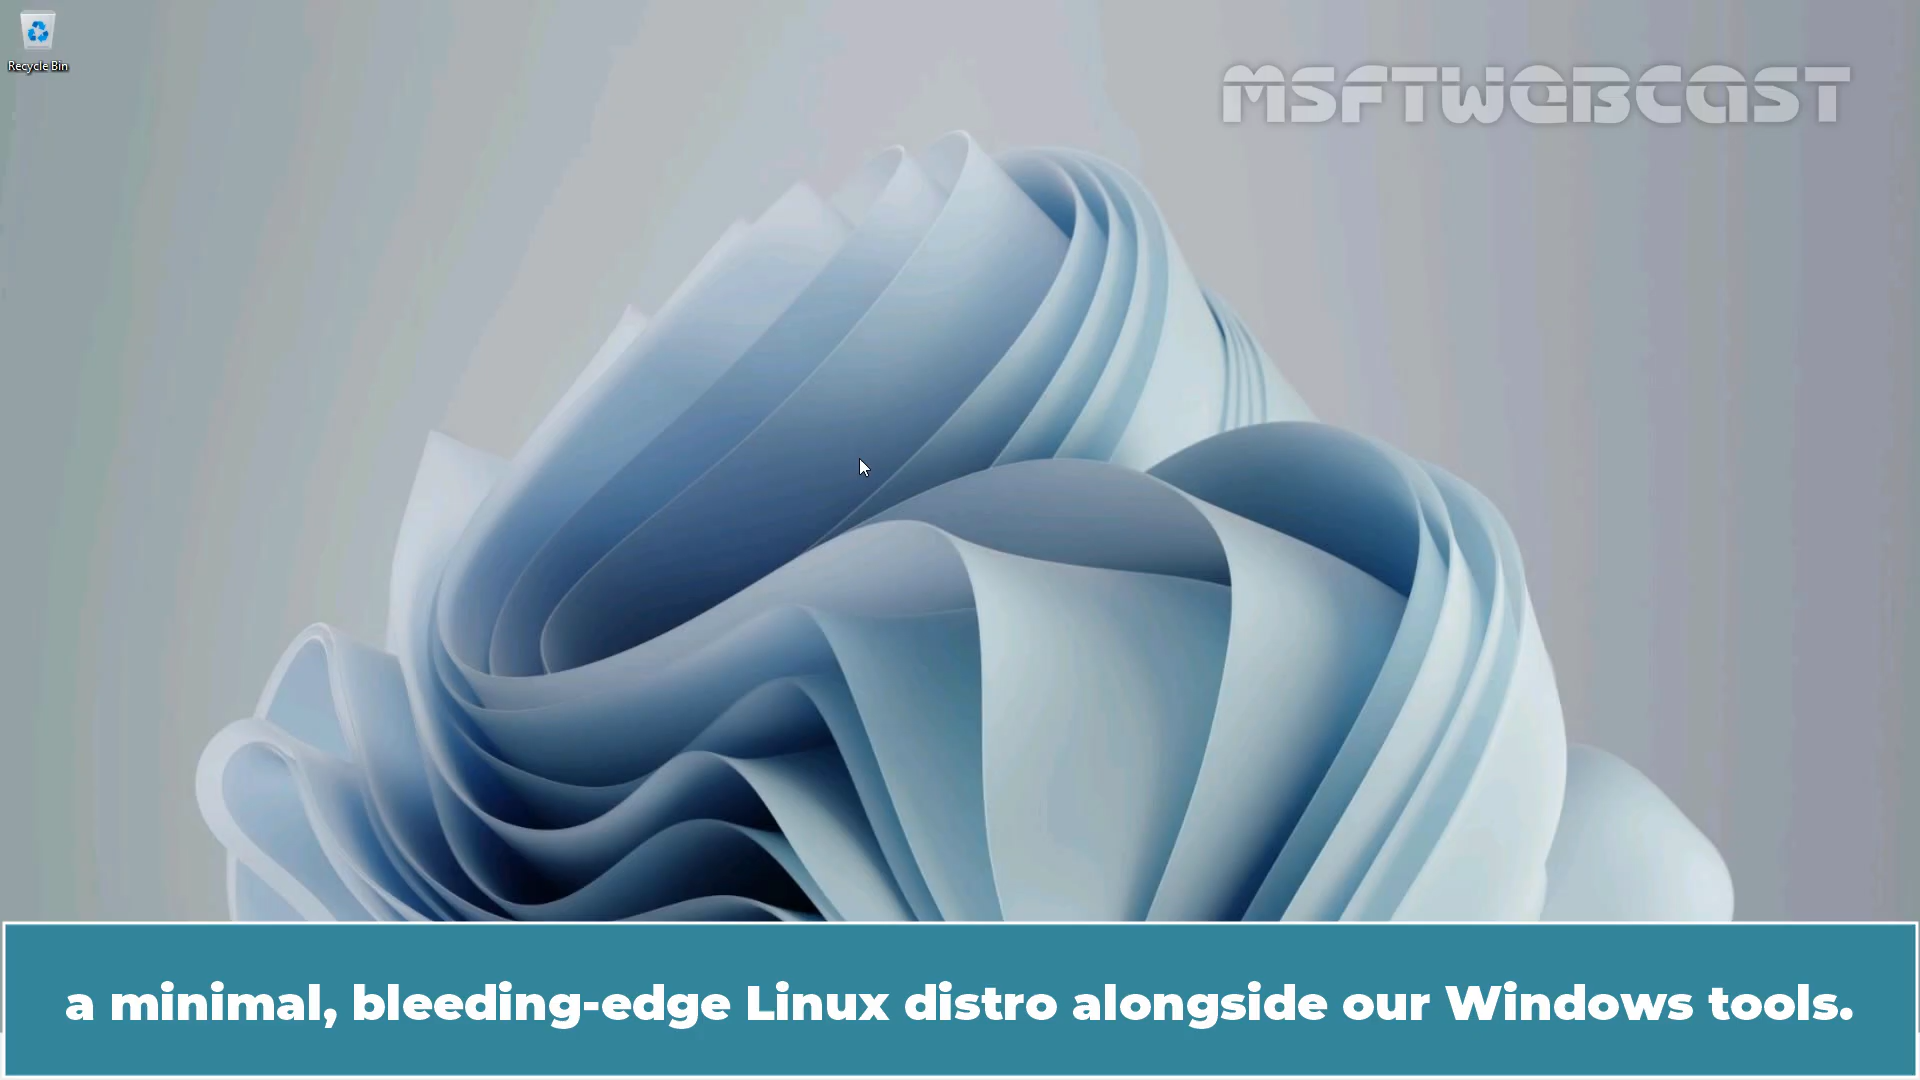 Recycle Bin
MSFTWEBCAST
a minimal, bleeding-edge Linux distro alongside our Windows tools.